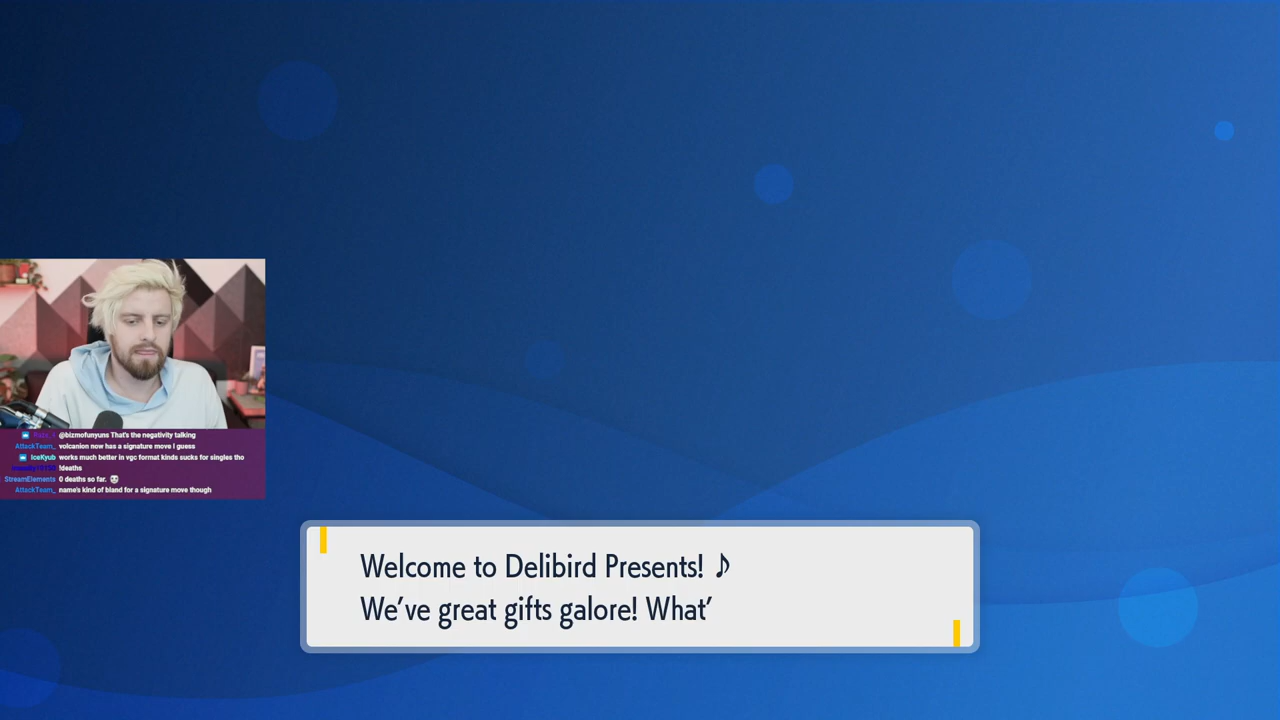 @bizmofunyuns That's the negativity talking
AttackTeam_ volcanion now has a signature move I guess
IceKyub works much better in vgc format kinds sucks for singles tho
!deaths
StreamElements 0 deaths so far.
AttackTeam_ name's kind of bland for a signature move though
Welcome to Delibird Presents! ♪
We've great gifts galore! What'